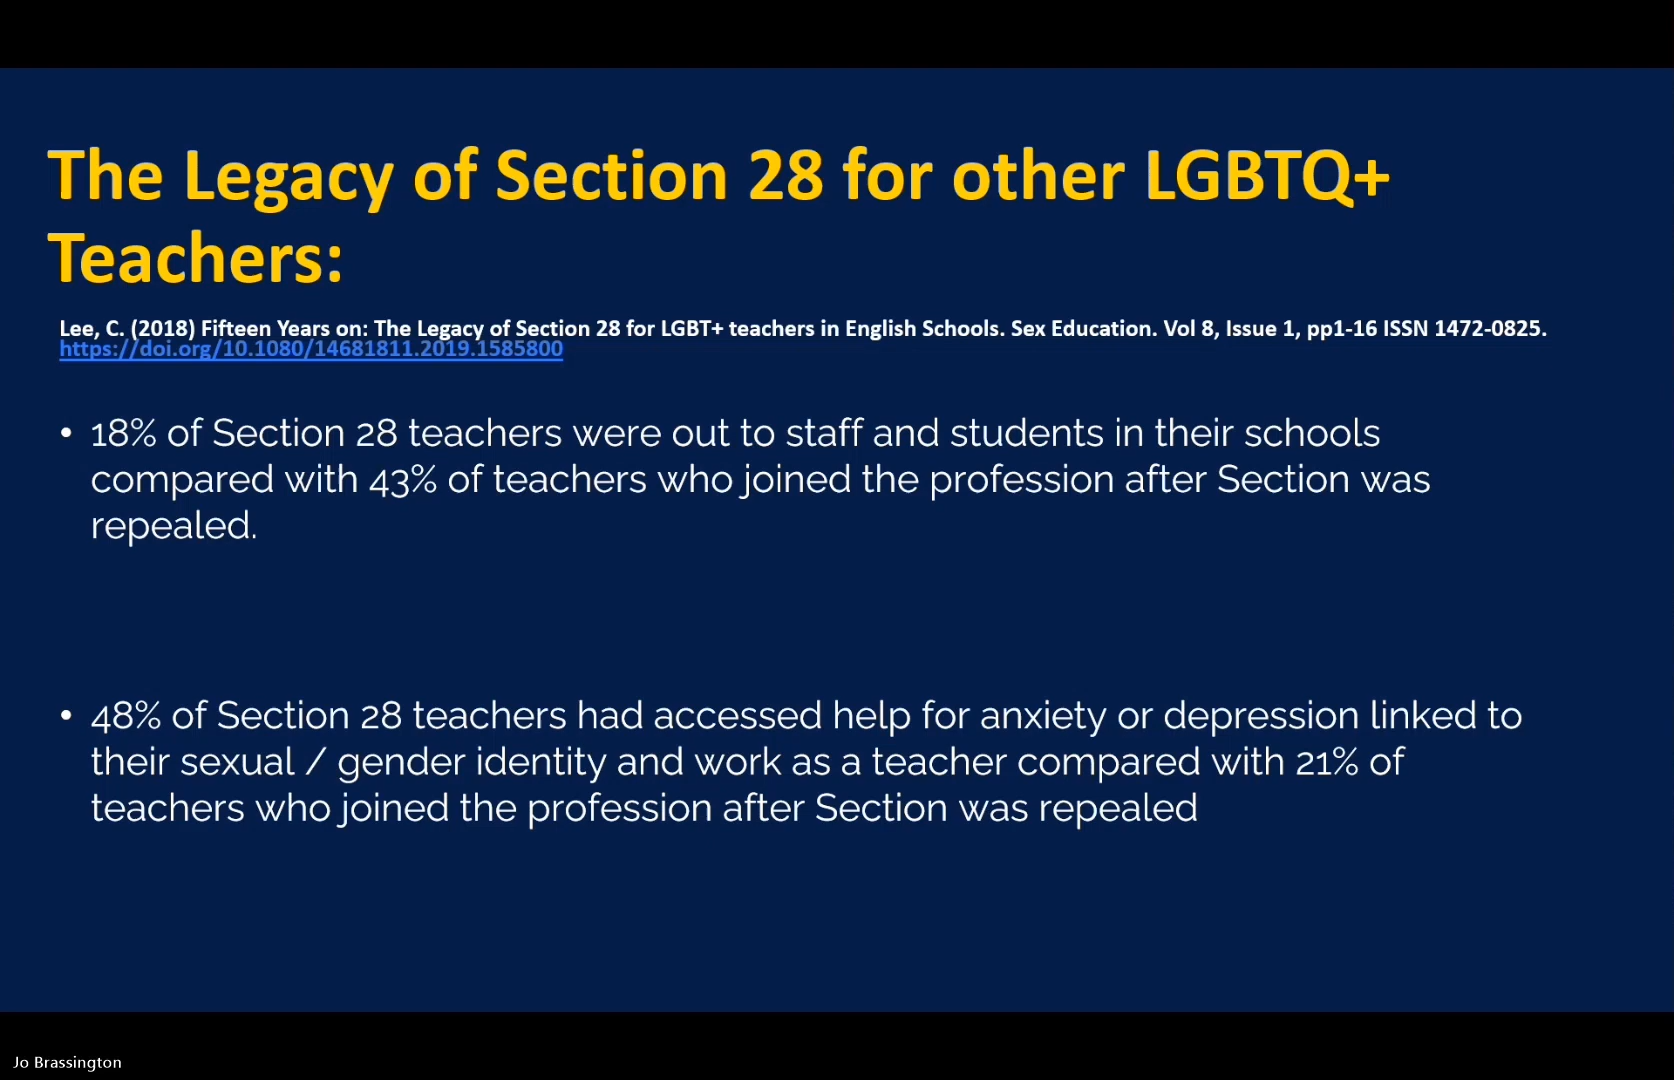 The Legacy of Section 28 for other LGBTQ+
Teachers:
Lee, C. (2018) Fifteen Years on: The Legacy of Section 28 for LGBT+ teachers in English Schools. Sex Education. Vol 8, Issue 1, pp1-16 ISSN 1472-0825.
https://doi.org/10.1080/14681811.2019.1585800
• 18% of Section 28 teachers were out to staff and students in their schools
compared with 43% of teachers who joined the profession after Section was
repealed.
• 48% of Section 28 teachers had accessed help for anxiety or depression linked to
their sexual / gender identity and work as a teacher compared with 21% of
teachers who joined the profession after Section was repealed
Jo Brassington